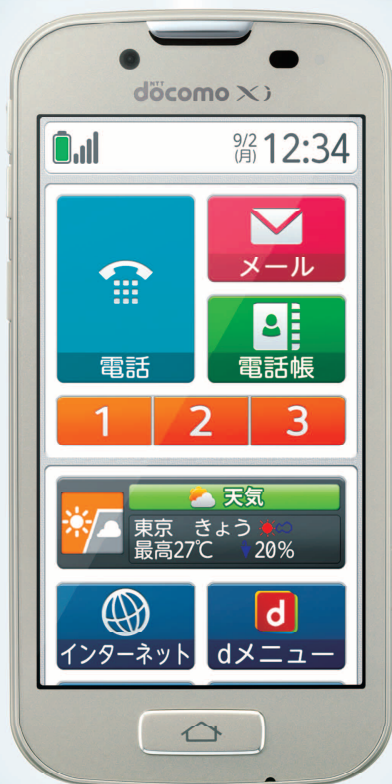 NTT
döcomo Xi
9/2
(月) 12:34
電話
メール
電話帳
1 2 3
天気
東京 きょう
最高27℃ 20%
インターネット
dメニュー